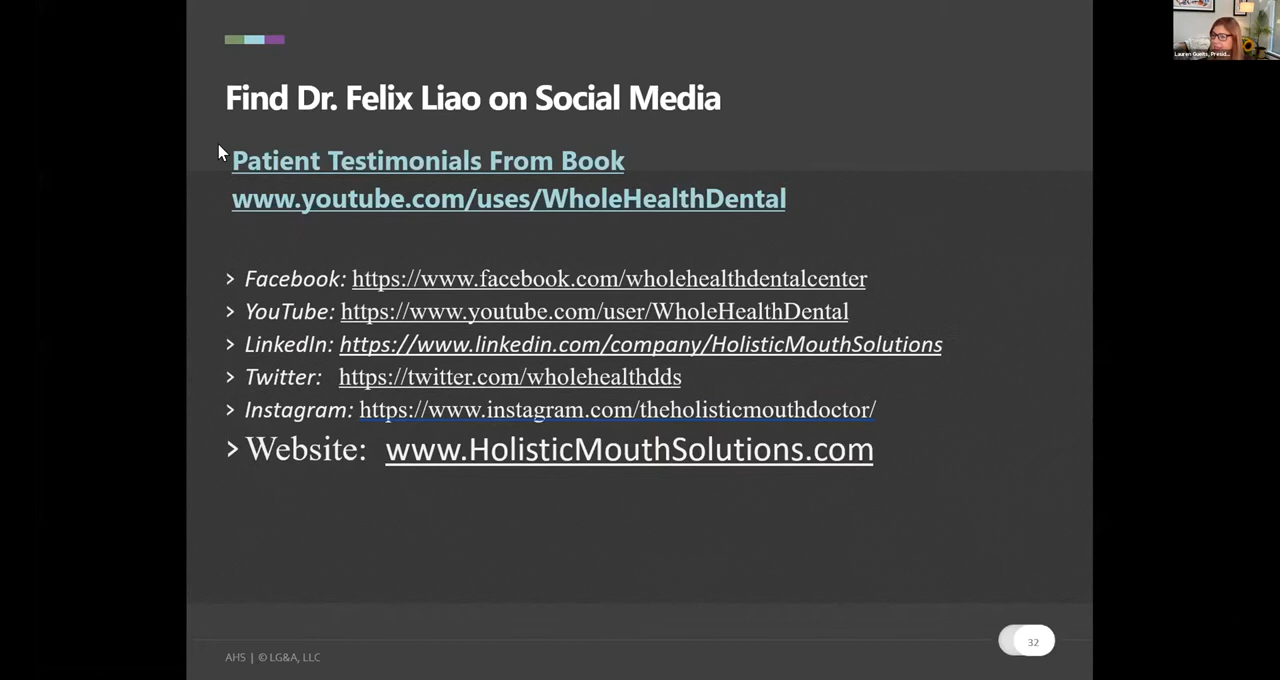 Find Dr. Felix Liao on Social Media
Patient Testimonials From Book
www.youtube.com/uses/WholeHealthDental
> Facebook: https://www.facebook.com/wholehealthdentalcenter
> YouTube: https://www.youtube.com/user/WholeHealthDental
> LinkedIn: https://www.linkedin.com/company/HolisticMouthSolutions
> Twitter: https://twitter.com/wholehealthdds
> Instagram: https://www.instagram.com/theholisticmouthdoctor/
> Website: www.HolisticMouthSolutions.com
AHS | © LG&A, LLC
32
Lauren